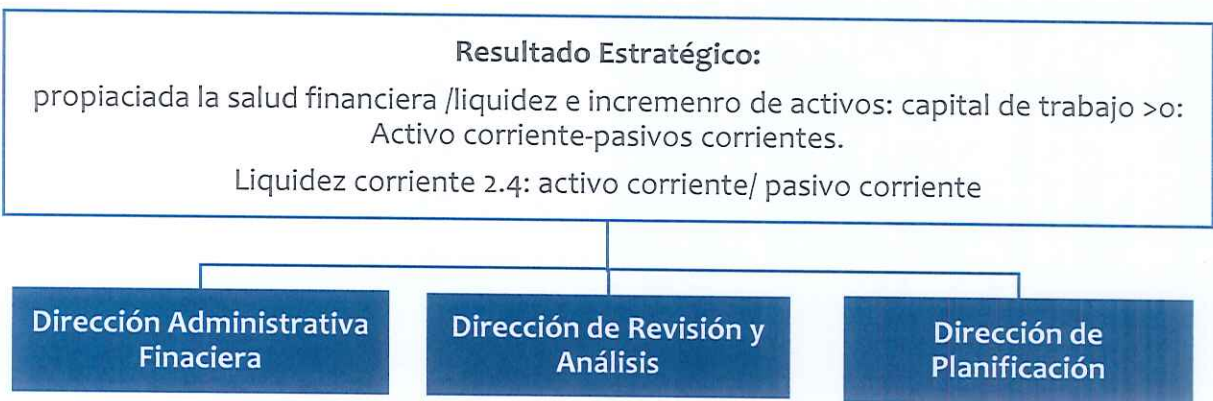 Resultado Estratégico:
propiaciada la salud financiera /liquidez e incremenro de activos: capital de trabajo >0:
Activo corriente-pasivos corrientes.
Liquidez corriente 2.4: activo corriente/ pasivo corriente
Dirección Administrativa
Finaciera
Dirección de Revisión y
Análisis
Dirección de
Planificación